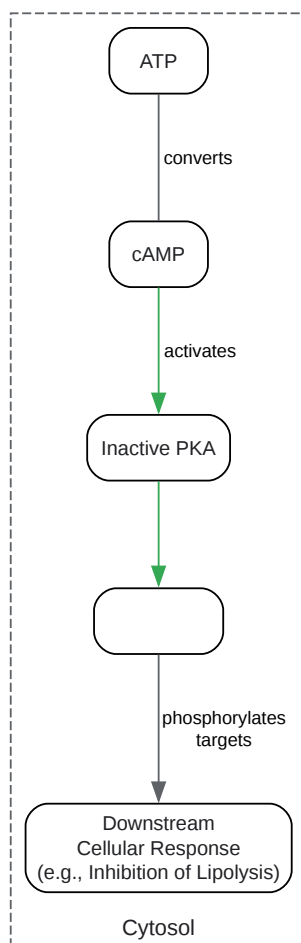 ATP
converts
cAMP
activates
Inactive PKA
phosphorylates
targets
Downstream
Cellular Response
(e.g., Inhibition of Lipolysis)
Cytosol